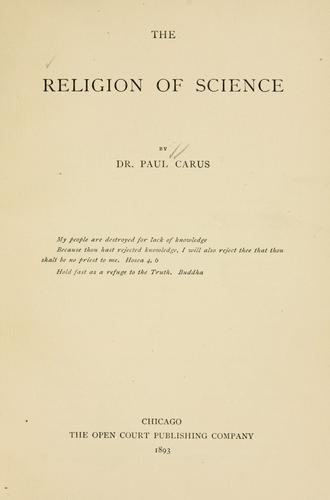 THE
RELIGION OF SCIENCE
BY
DR. PAUL CARUS
My people are destroyed for lack of knowledge
Because thou hast rejected knowledge, I will also reject thee that thou
shalt be no priest to me. Hosea 4, 6
Hold fast as a refuge to the Truth. Buddha
CHICAGO
THE OPEN COURT PUBLISHING COMPANY
1893